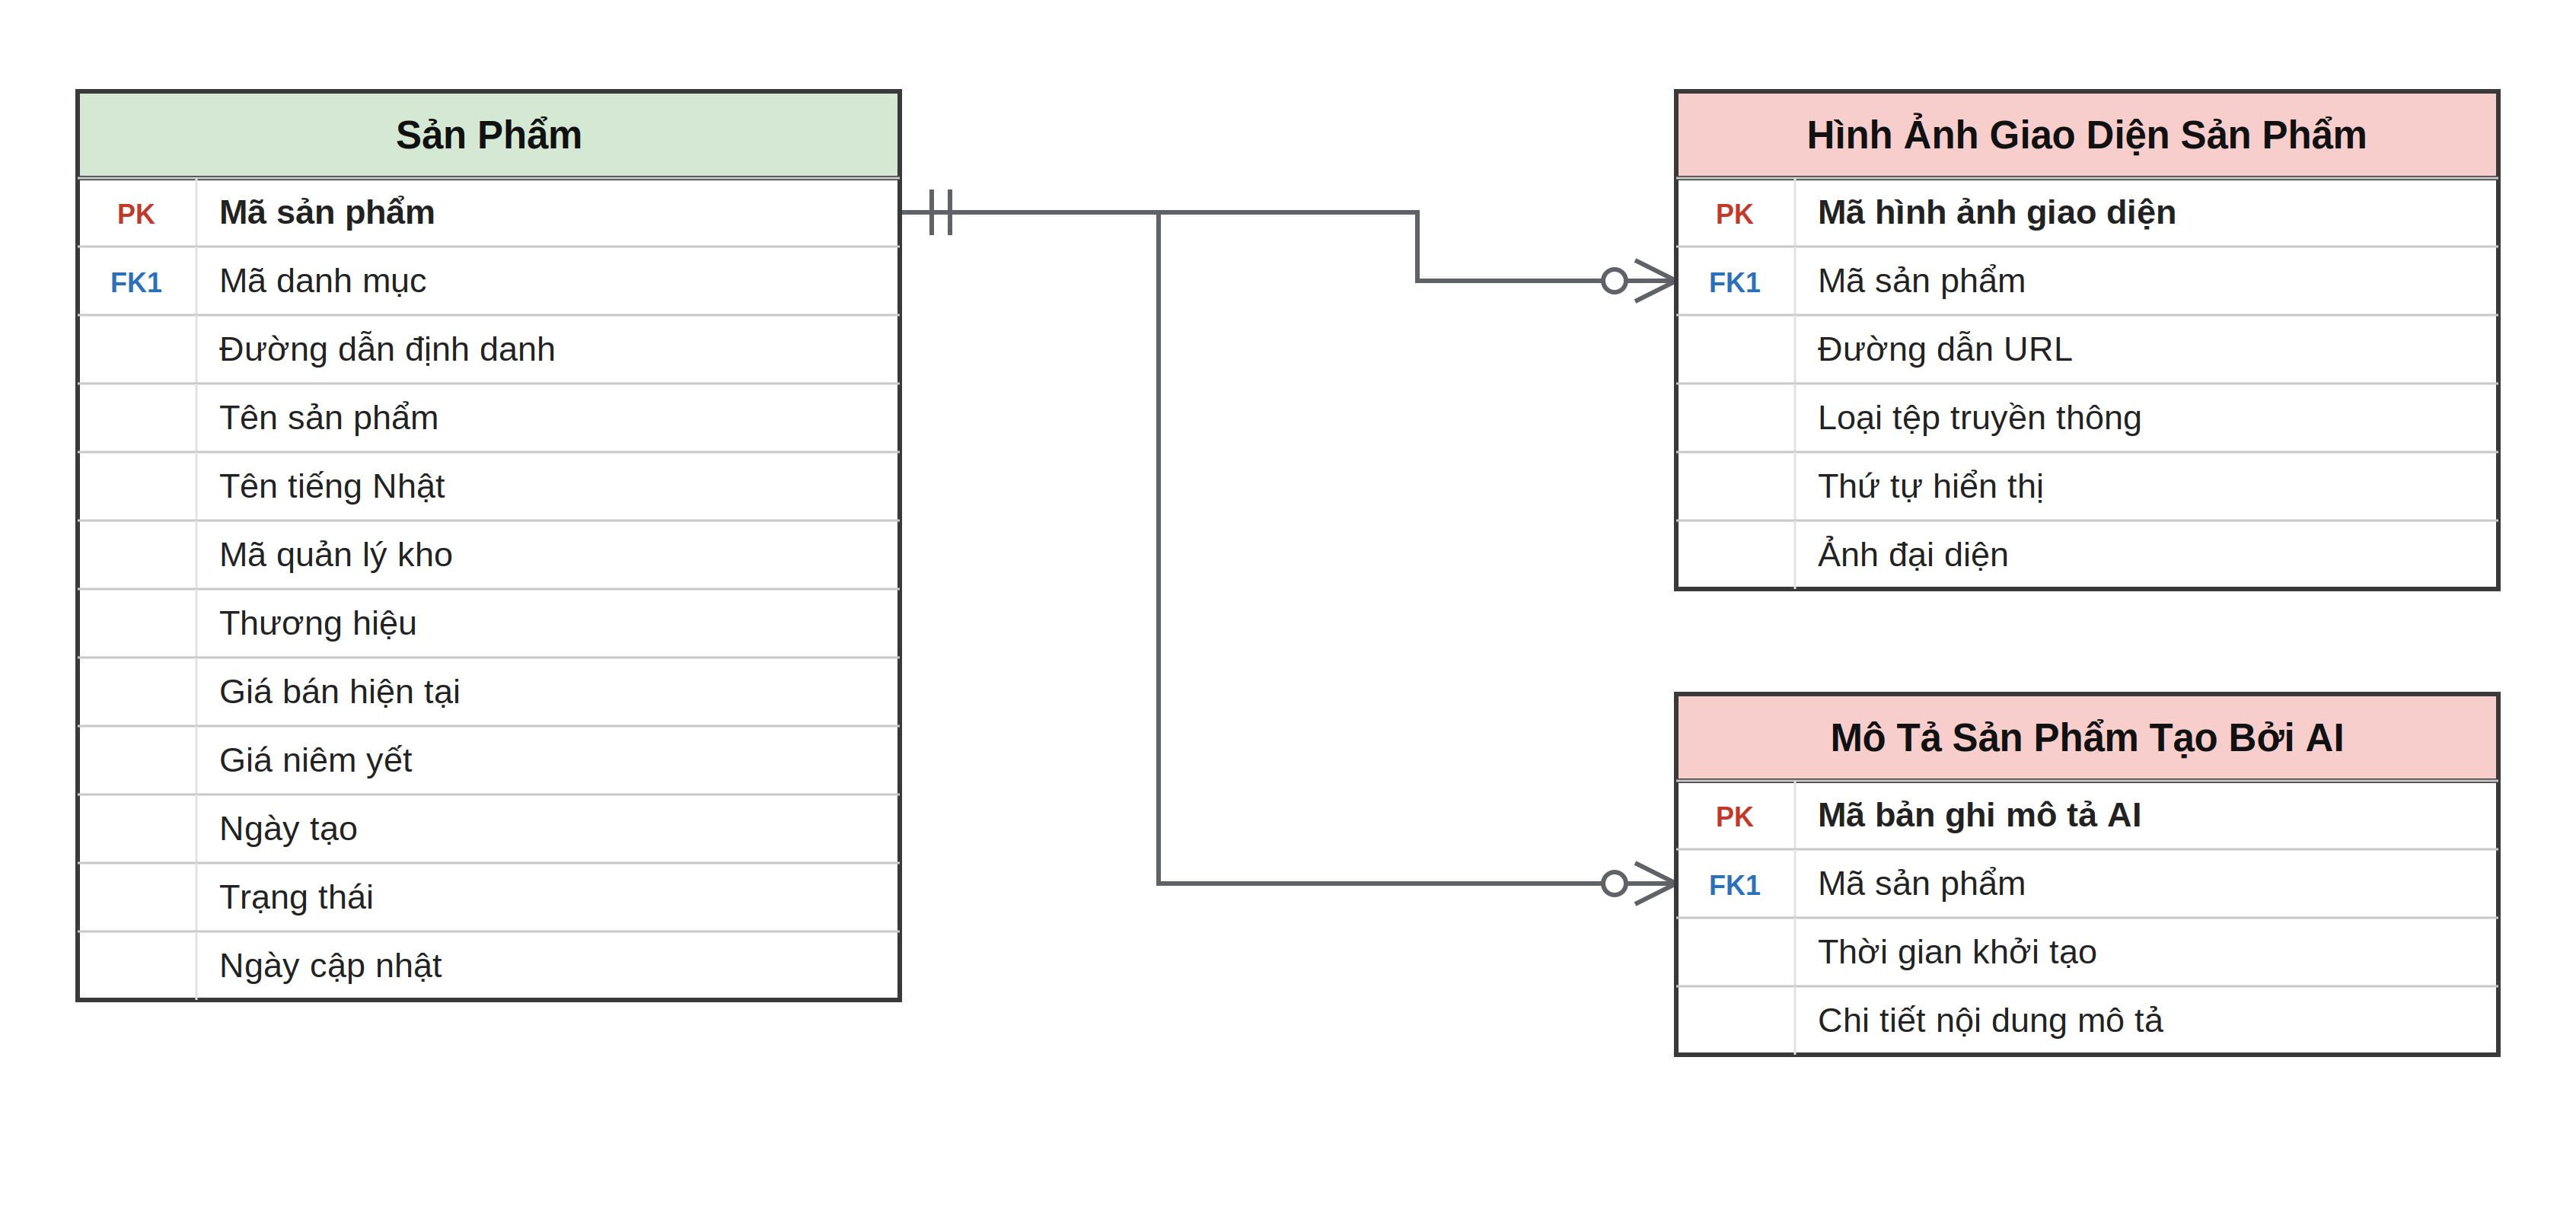 Sản Phẩm
PK Mã sản phẩm
FK1 Mã danh mục
Đường dẫn định danh
Tên sản phẩm
Tên tiếng Nhật
Mã quản lý kho
Thương hiệu
Giá bán hiện tại
Giá niêm yết
Ngày tạo
Trạng thái
Ngày cập nhật
Hình Ảnh Giao Diện Sản Phẩm
PK Mã hình ảnh giao diện
FK1 Mã sản phẩm
Đường dẫn URL
Loại tệp truyền thông
Thứ tự hiển thị
Ảnh đại diện
Mô Tả Sản Phẩm Tạo Bởi AI
PK Mã bản ghi mô tả AI
FK1 Mã sản phẩm
Thời gian khởi tạo
Chi tiết nội dung mô tả